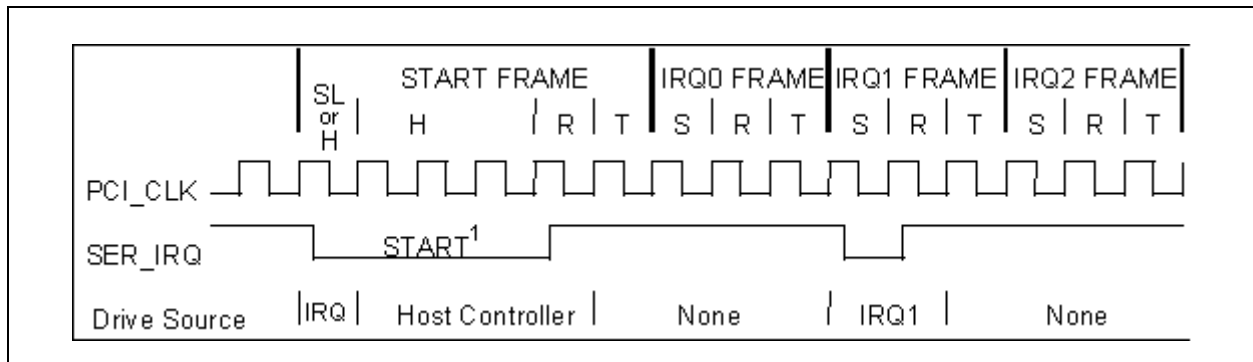 START FRAME IRQ0 FRAME IRQ1 FRAME IRQ2 FRAME
SL
or
H
H R T S R T S R T S R T
PCI_CLK
START1
SER_IRQ
Drive Source IRQ Host Controller None IRQ1 None